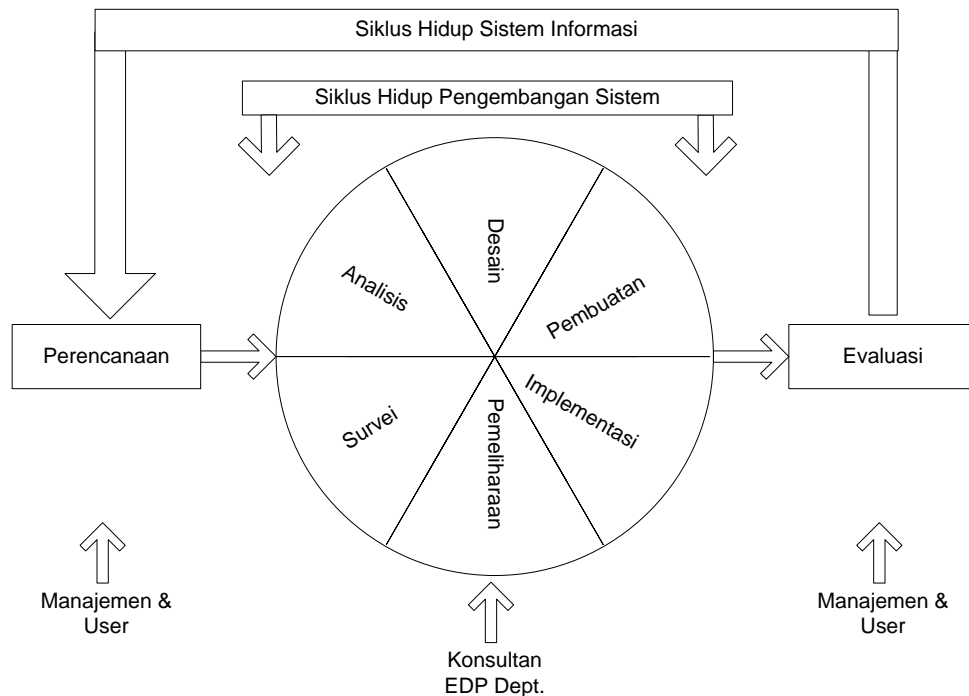 Siklus Hidup Sistem Informasi
Siklus Hidup Pengembangan Sistem
Desain
Analisis
Pembuatan
Perencanaan
Evaluasi
Survei
Pemeliharaan
Implementasi
Manajemen &
User
Konsultan
EDP Dept.
Manajemen &
User